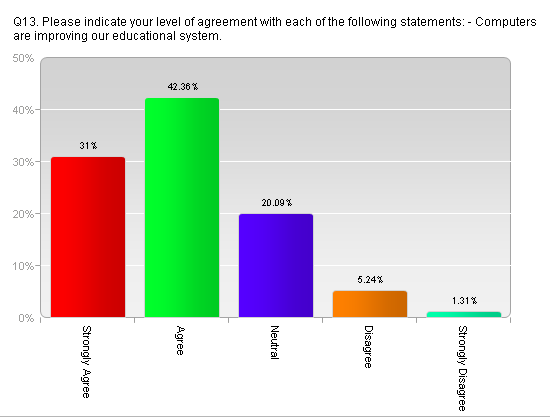 Q13. Please indicate your level of agreement with each of the following statements: - Computers
are improving our educational system.
50%
40%
30%
20%
10%
0%
31%
42.36%
20.09%
5.24%
1.31%
Strongly Agree
Agree
Neutral
Disagree
Strongly Disagree